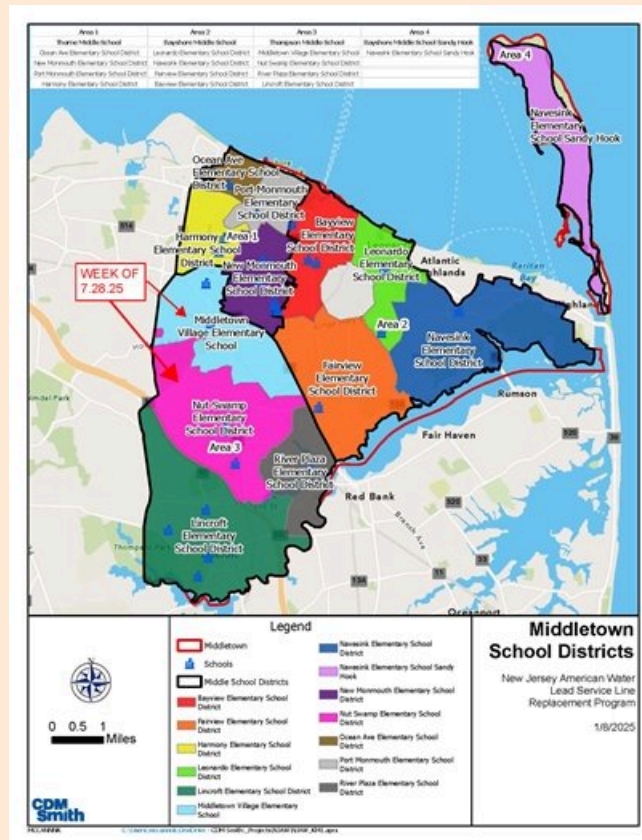 Area 1
Area 2
Area 3
Area 4
Thorne Middle School
Bayshore Middle School
Thompson Middle School
Bayshore Middle School Sandy Hook
Ocean Ave Elementary School District
Leonardo Elementary School District
Middletown Village Elementary School
Navesink Elementary School Sandy Hook
New Monmouth Elementary School District
Navesink Elementary School District
Nut Swamp Elementary School District
Port Monmouth Elementary School District
Fairview Elementary School District
River Plaza Elementary School District
Harmony Elementary School District
Bayview Elementary School District
Lincroft Elementary School District
Area 4
Navesink
Elementary
School Sandy
Hook
Ocean Ave
Elementary School
District
Port Monmouth
Elementary
School
District
Bayview
Elementary
School
District
Harmony
Elementary
School
District
Area 1
New Monmouth
Elementary
School District
Leonardo
Elementary
School
District
Atlantic
Highlands
WEEK OF
7.28.25
Middletown
Village Elementary
School
Area 2
Navesink
Elementary
School District
Fairview
Elementary
School District
Rumson
Nut Swamp
Elementary
School District
Area 3
Fair Haven
River Plaza
Elementary
School District
Red Bank
Branch Ave
Lincroft
Elementary
School District
Oceanport
Legend
Middletown
Schools
Middle School Districts
Bayview Elementary School
District
Fairview Elementary School
District
Harmony Elementary School
District
Leonardo Elementary School
District
Lincroft Elementary School District
Middletown Village Elementary
School
Navesink Elementary School
District
Navesink Elementary School Sandy
Hook
New Monmouth Elementary School
District
Nut Swamp Elementary School
District
Ocean Ave Elementary School
District
Port Monmouth Elementary School
District
River Plaza Elementary School
District
0 0.5 1
Miles
Middletown
School Districts
New Jersey American Water
Lead Service Line
Replacement Program
1/8/2025
CDM
Smith